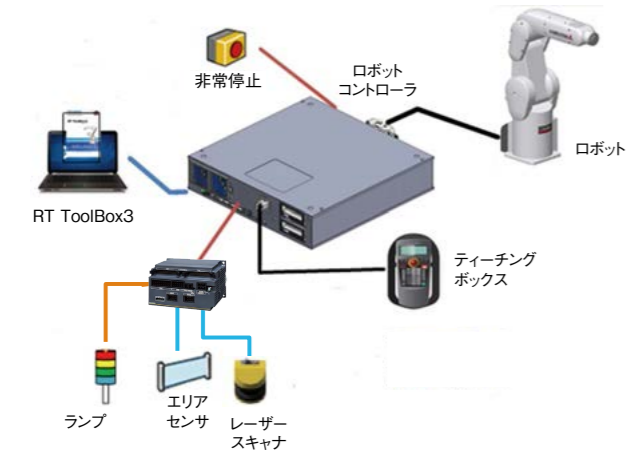 非常停止
ロボット
コントローラ
ロボット
RT ToolBox3
ティーチング
ボックス
ランプ
エリア
センサ
レーザー
スキャナ